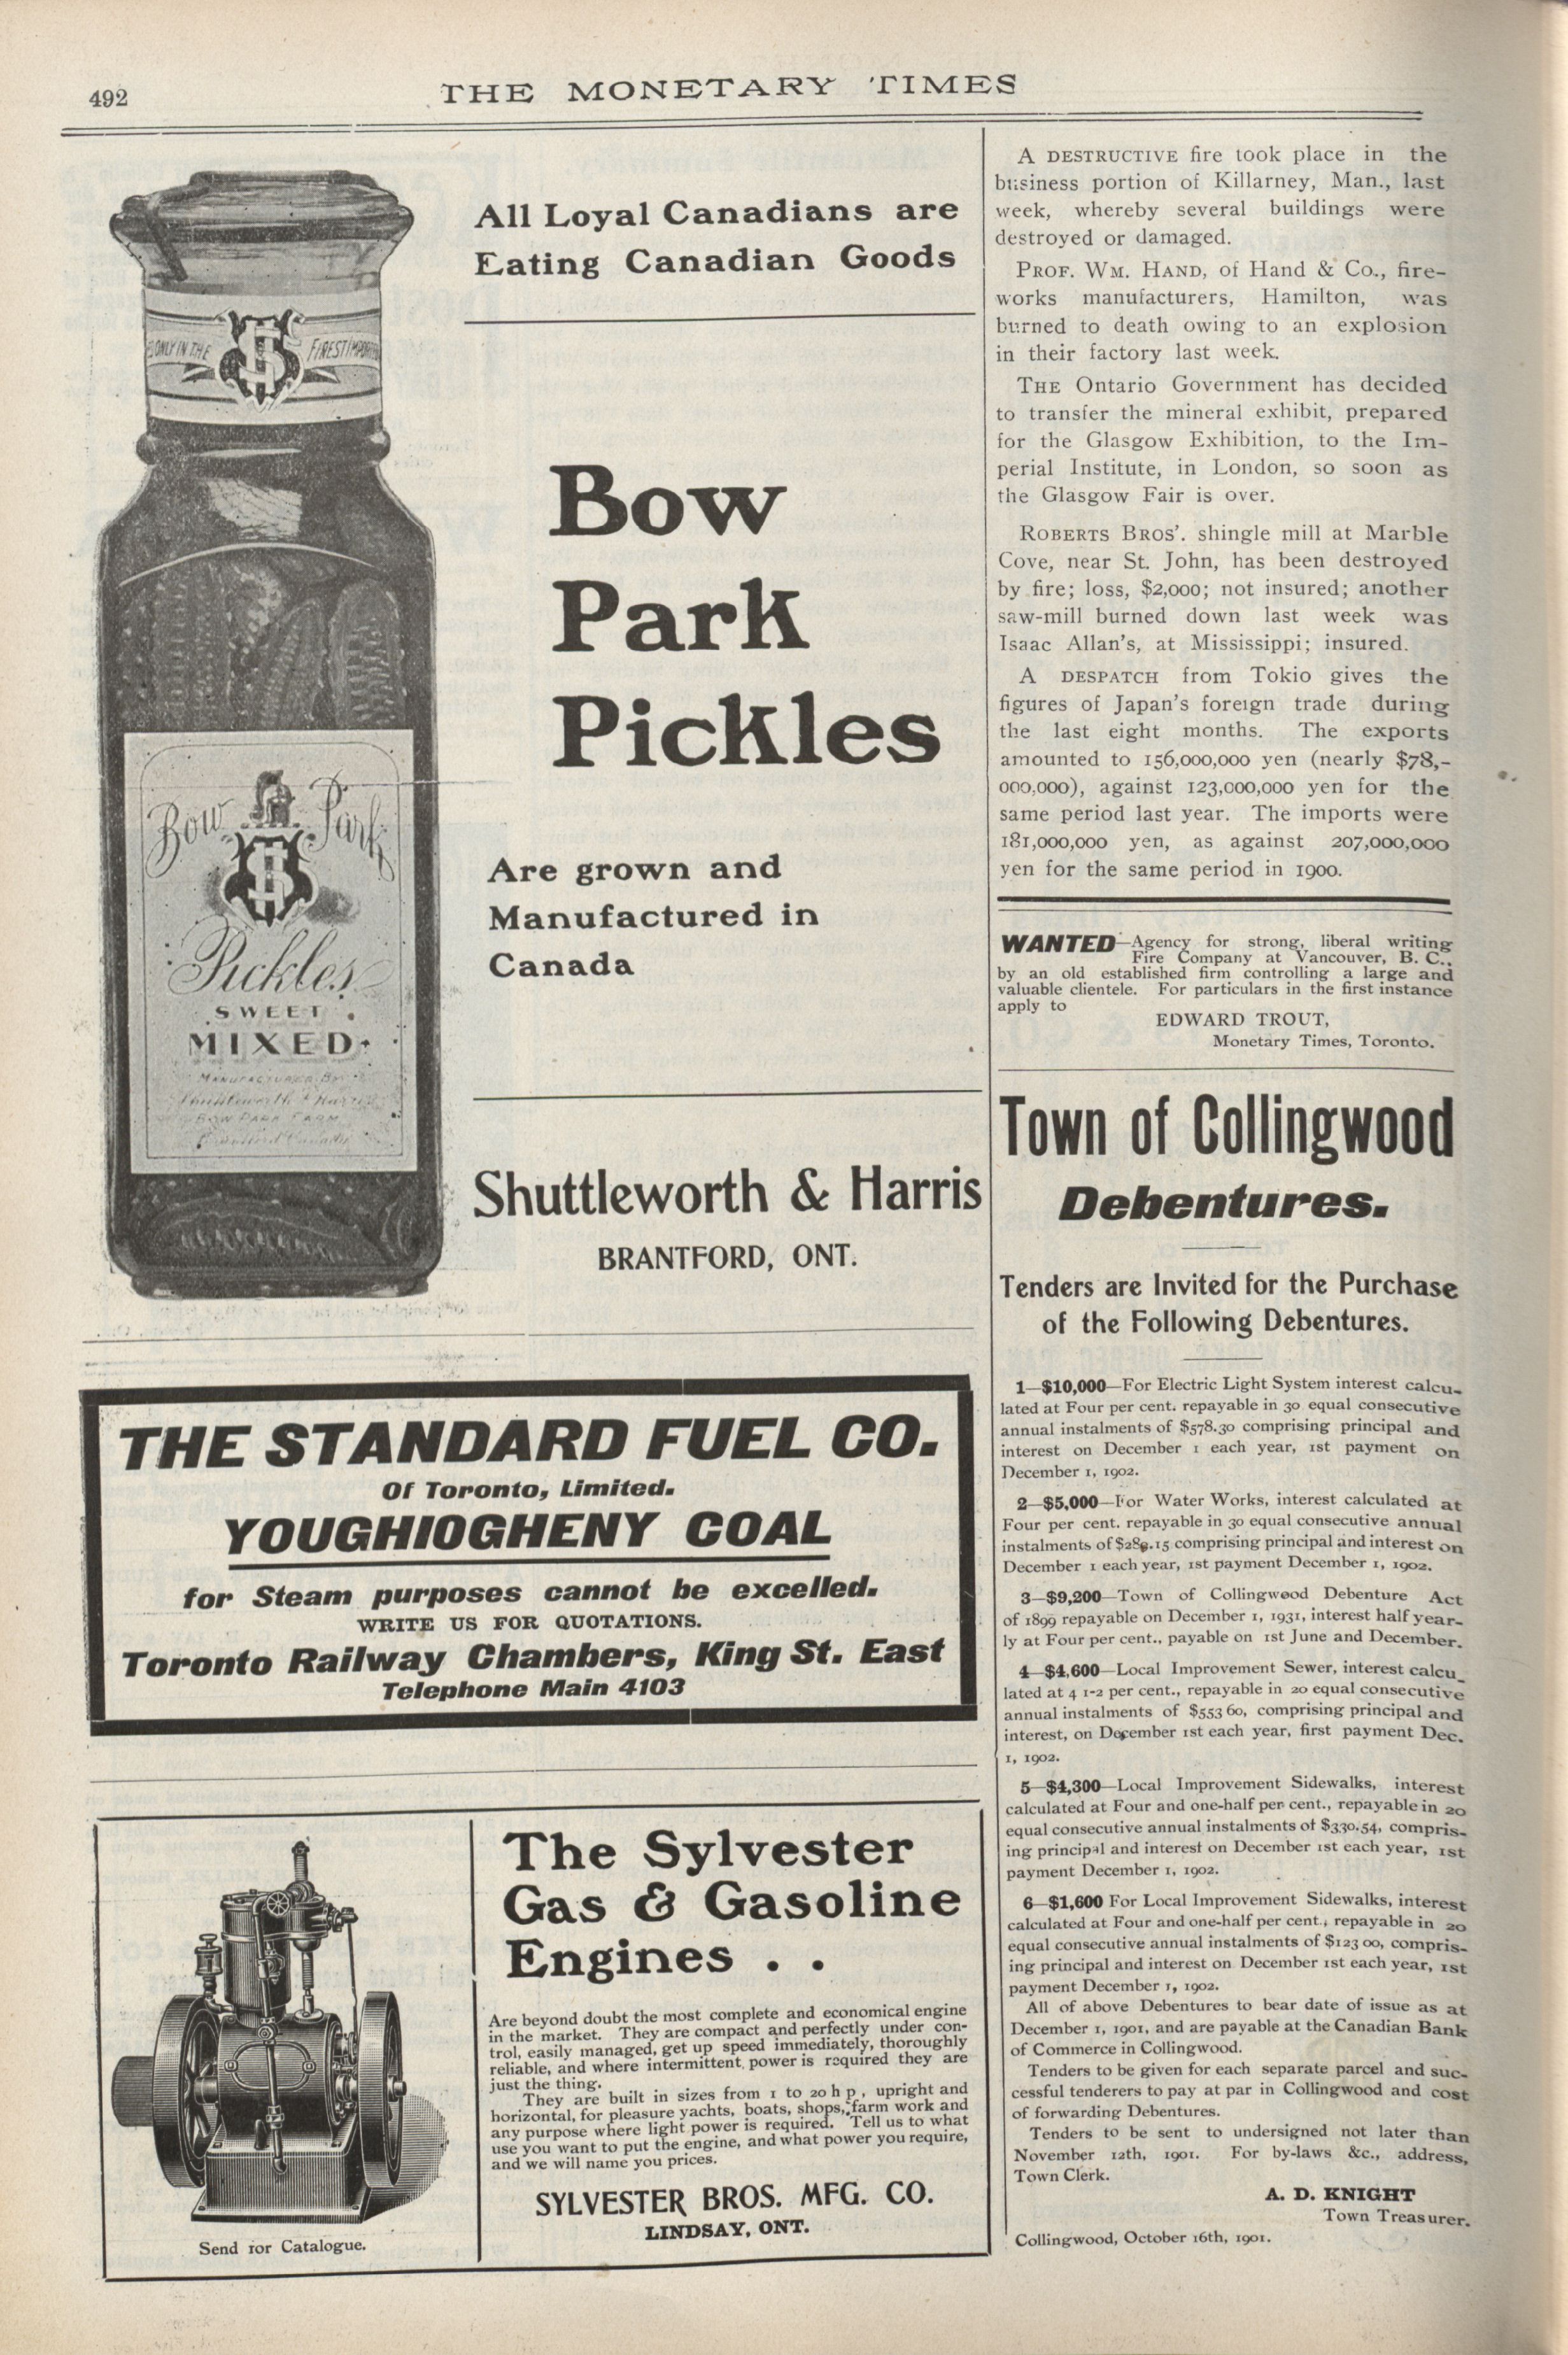 492
THE MONETARY TIMES
ONLY IN THE
FINEST IMPORTED
Bow Park
Pickles
SWEET
MIXED
MANUFACTURED BY
Shuttleworth & Harris
BOW PARK FARM
All Loyal Canadians are
Eating Canadian Goods
Bow
Park
Pickles
Are grown and
Manufactured in
Canada
Shuttleworth & Harris
BRANTFORD, ONT.
THE STANDARD FUEL CO.
Of Toronto, Limited.
YOUGHIOGHENY COAL
for Steam purposes cannot be excelled.
WRITE US FOR QUOTATIONS.
Toronto Railway Chambers, King St. East
Telephone Main 4103
Send for Catalogue.
The Sylvester
Gas & Gasoline
Engines . .
Are beyond doubt the most complete and economical engine
in the market. They are compact and perfectly under con-
trol, easily managed, get up speed immediately, thoroughly
reliable, and where intermittent power is required they are
just the thing.
They are built in sizes from 1 to 20 h p, upright and
horizontal, for pleasure yachts, boats, shops, farm work and
any purpose where light power is required. Tell us to what
use you want to put the engine, and what power you require,
and we will name you prices.
SYLVESTER BROS. MFG. CO.
LINDSAY, ONT.
A DESTRUCTIVE fire took place in the
business portion of Killarney, Man., last
week, whereby several buildings were
destroyed or damaged.
PROF. WM. HAND, of Hand & Co., fire-
works manufacturers, Hamilton, was
burned to death owing to an explosion
in their factory last week.
THE Ontario Government has decided
to transfer the mineral exhibit, prepared
for the Glasgow Exhibition, to the Im-
perial Institute, in London, so soon as
the Glasgow Fair is over.
ROBERTS BROS'. shingle mill at Marble
Cove, near St. John, has been destroyed
by fire; loss, $2,000; not insured; another
saw-mill burned down last week was
Isaac Allan's, at Mississippi; insured.
A DESPATCH from Tokio gives the
figures of Japan's foreign trade during
the last eight months. The exports
amounted to 156,000,000 yen (nearly $78,-
000,000), against 123,000,000 yen for the
same period last year. The imports were
181,000,000 yen, as against 207,000,000
yen for the same period in 1900.
WANTED—Agency for strong, liberal writing
Fire Company at Vancouver, B. C.,
by an old established firm controlling a large and
valuable clientele. For particulars in the first instance
apply to
EDWARD TROUT,
Monetary Times, Toronto.
Town of Collingwood
Debentures.
Tenders are Invited for the Purchase
of the Following Debentures.
1—$10,000—For Electric Light System interest calcu-
lated at Four per cent. repayable in 30 equal consecutive
annual instalments of $578.30 comprising principal and
interest on December 1 each year, 1st payment on
December 1, 1902.
2—$5,000—For Water Works, interest calculated at
Four per cent. repayable in 30 equal consecutive annual
instalments of $289.15 comprising principal and interest on
December 1 each year, 1st payment December 1, 1902.
3—$9,200—Town of Collingwood Debenture Act
of 1899 repayable on December 1, 1931, interest half year-
ly at Four per cent., payable on 1st June and December.
4—$4,600—Local Improvement Sewer, interest calcu-
lated at 4 1-2 per cent., repayable in 20 equal consecutive
annual instalments of $553 60, comprising principal and
interest, on December 1st each year, first payment Dec.
1, 1902.
5—$4,300—Local Improvement Sidewalks, interest
calculated at Four and one-half per cent., repayable in 20
equal consecutive annual instalments of $330.54, compris-
ing principal and interest on December 1st each year, 1st
payment December 1, 1902.
6—$1,600 For Local Improvement Sidewalks, interest
calculated at Four and one-half per cent., repayable in 20
equal consecutive annual instalments of $123 00, compris-
ing principal and interest on December 1st each year, 1st
payment December 1, 1902.
All of above Debentures to bear date of issue as at
December 1, 1901, and are payable at the Canadian Bank
of Commerce in Collingwood.
Tenders to be given for each separate parcel and suc-
cessful tenderers to pay at par in Collingwood and cost
of forwarding Debentures.
Tenders to be sent to undersigned not later than
November 12th, 1901. For by-laws &c., address,
Town Clerk.
A. D. KNIGHT
Town Treasurer.
Collingwood, October 16th, 1901.